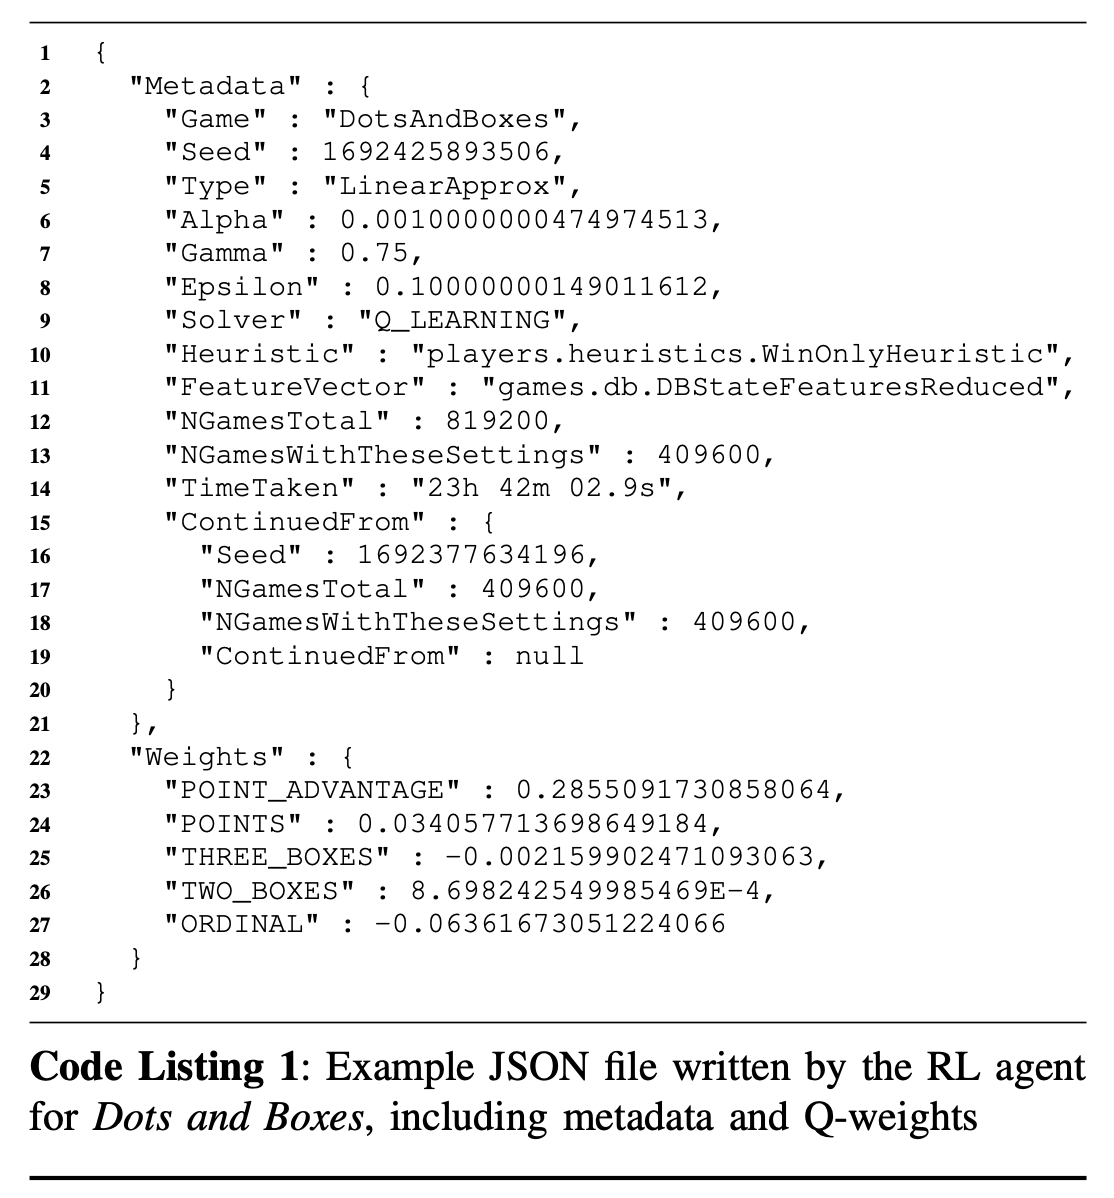 1 {
2 "Metadata" : {
3 "Game" : "DotsAndBoxes",
4 "Seed" : 1692425893506,
5 "Type" : "LinearApprox",
6 "Alpha" : 0.0010000000474974513,
7 "Gamma" : 0.75,
8 "Epsilon" : 0.10000000149011612,
9 "Solver" : "Q_LEARNING",
10 "Heuristic" : "players.heuristics.WinOnlyHeuristic",
11 "FeatureVector" : "games.db.DBStateFeaturesReduced",
12 "NGamesTotal" : 819200,
13 "NGamesWithTheseSettings" : 409600,
14 "TimeTaken" : "23h 42m 02.9s",
15 "ContinuedFrom" : {
16 "Seed" : 1692377634196,
17 "NGamesTotal" : 409600,
18 "NGamesWithTheseSettings" : 409600,
19 "ContinuedFrom" : null
20 }
21 },
22 "Weights" : {
23 "POINT_ADVANTAGE" : 0.2855091730858064,
24 "POINTS" : 0.034057713698649184,
25 "THREE_BOXES" : -0.002159902471093063,
26 "TWO_BOXES" : 8.698242549985469E-4,
27 "ORDINAL" : -0.06361673051224066
28 }
29 }
Code Listing 1: Example JSON file written by the RL agent
for Dots and Boxes, including metadata and Q-weights